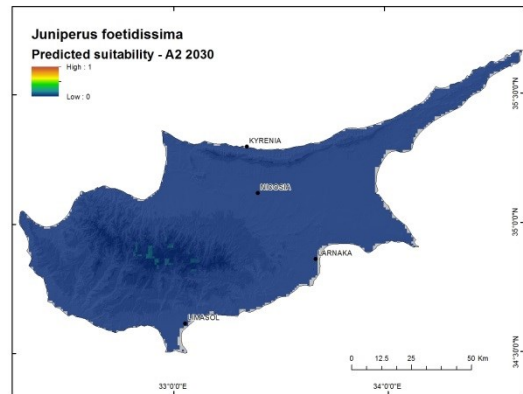 Juniperus foetidissima
Predicted suitability - A2 2030
High : 1
Low : 0
KYRENIA
NICOSIA
LARNAKA
LIMASOL
35°30'0"N
35°0'0"N
34°30'0"N
0 12.5 25 50 Km
33°0'0"E
34°0'0"E